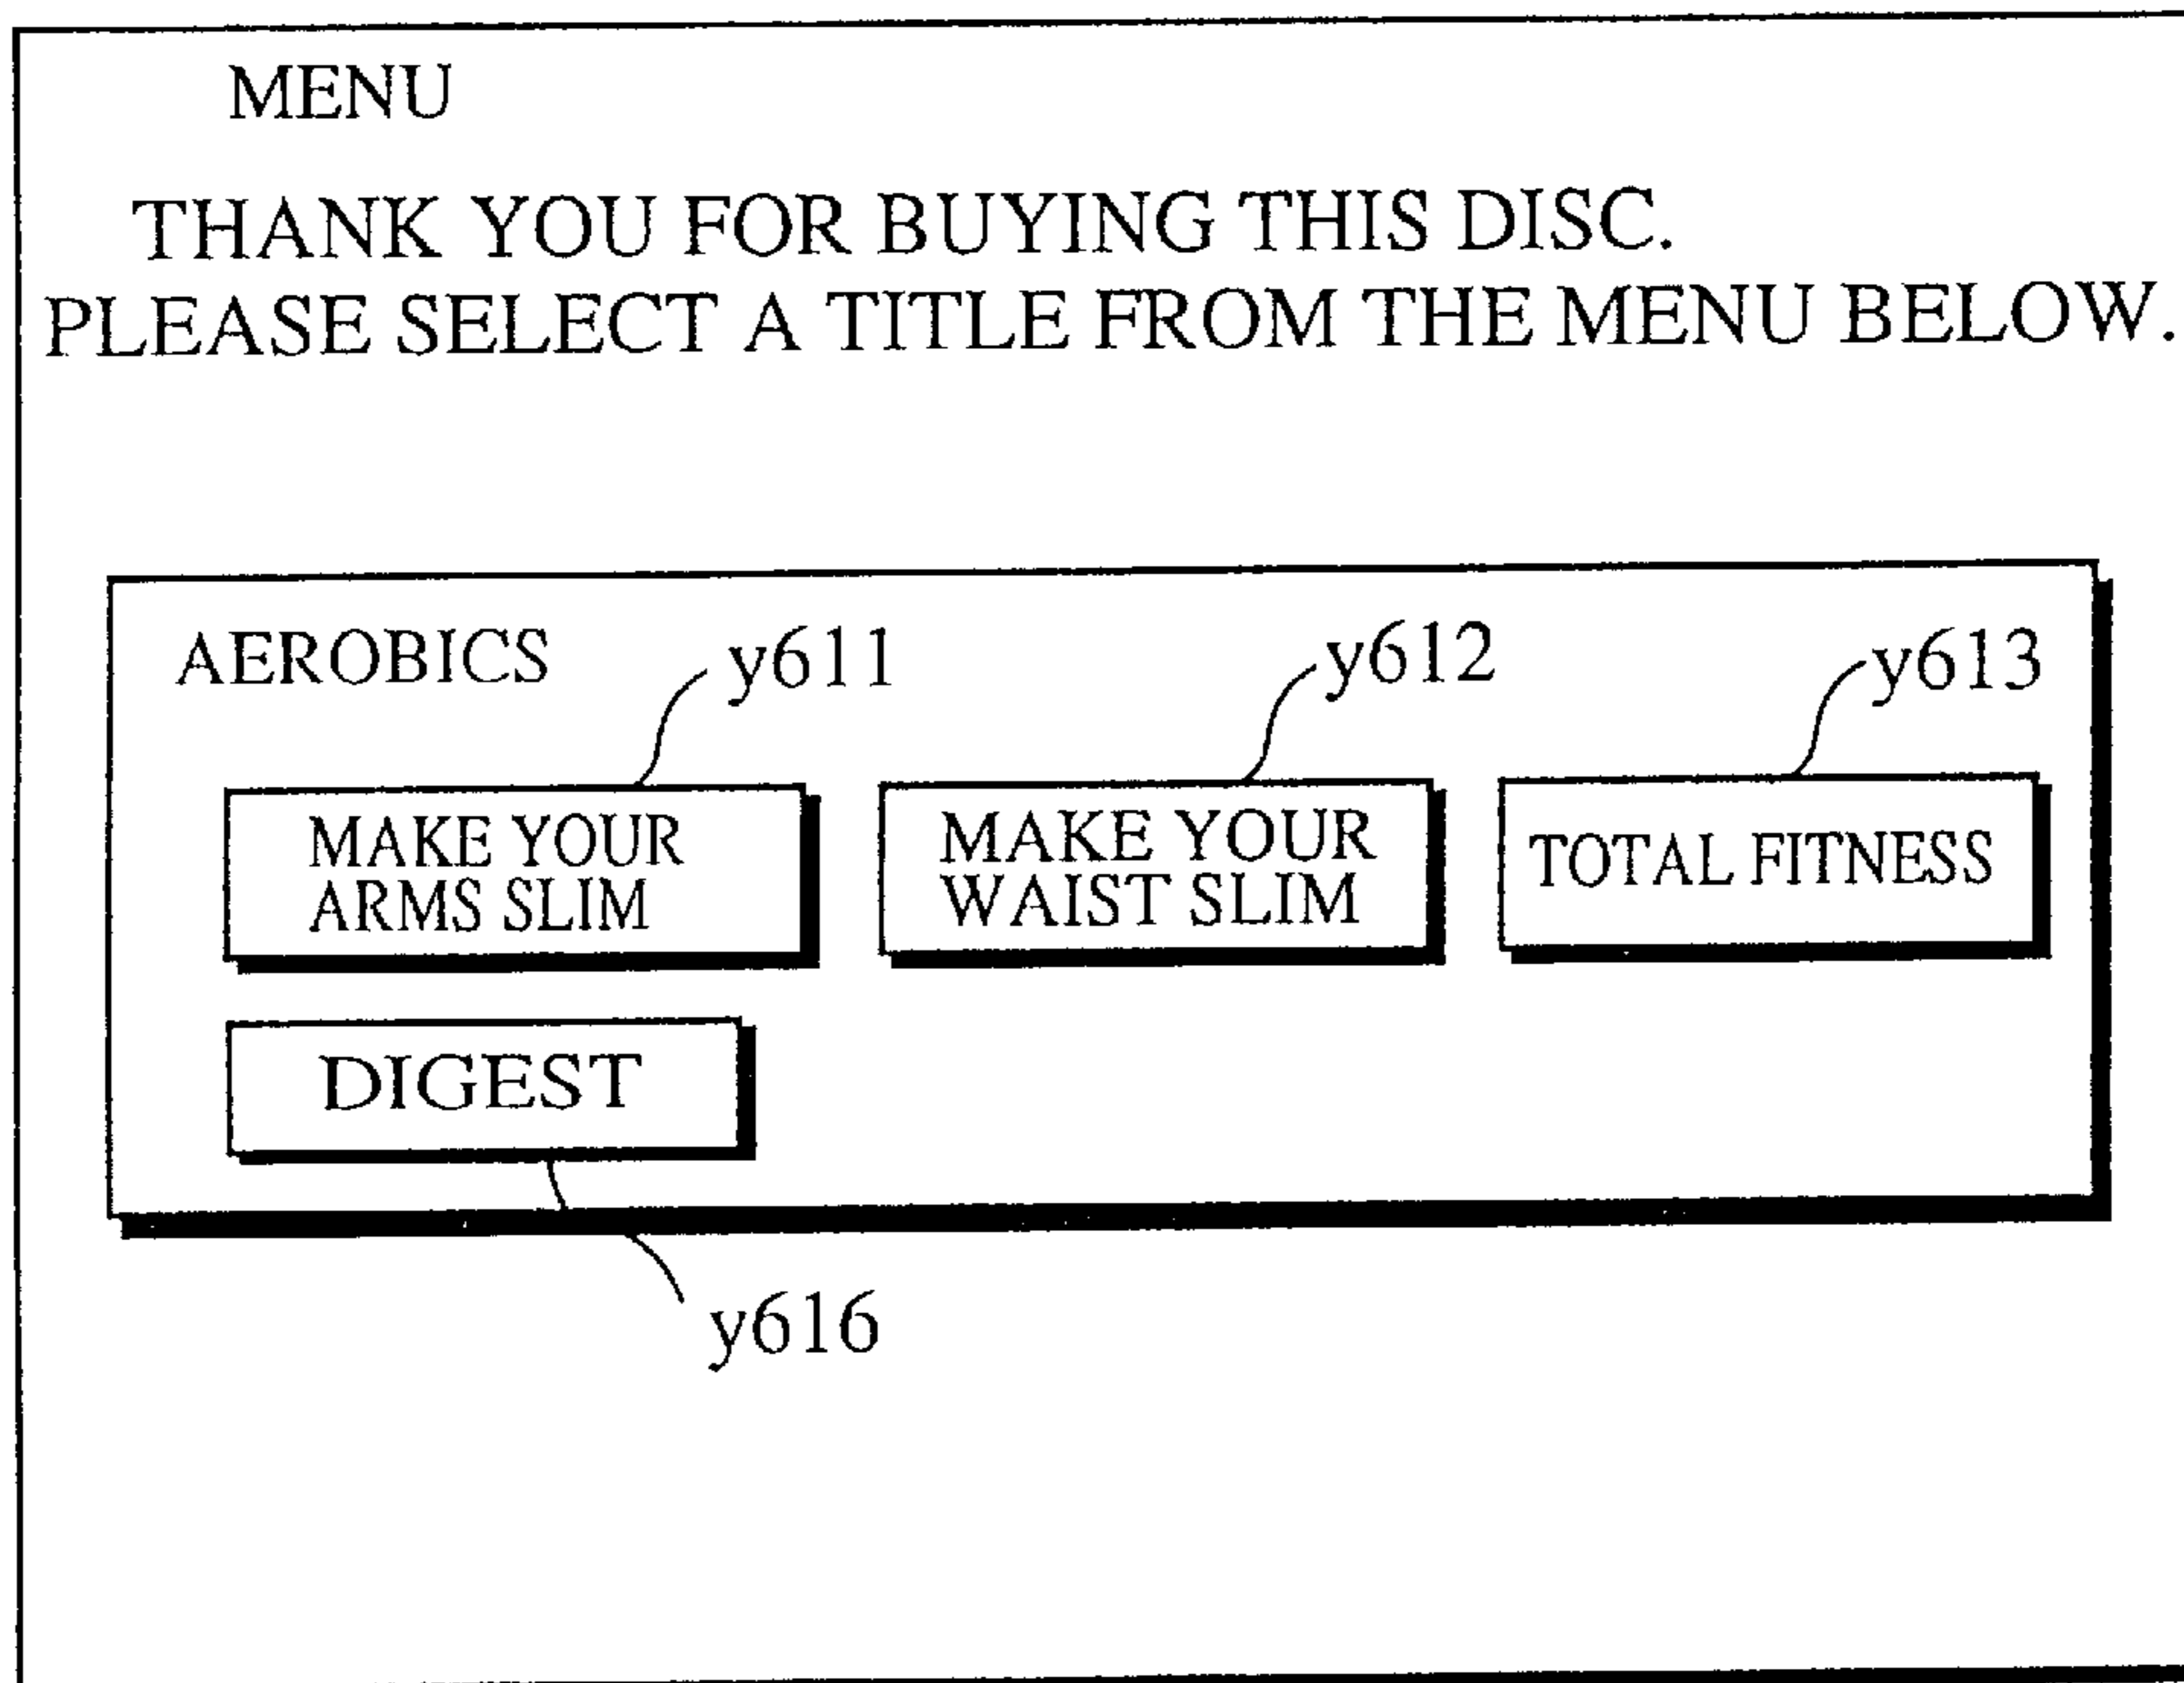 MENU
THANK YOU FOR BUYING THIS DISC.
PLEASE SELECT A TITLE FROM THE MENU BELOW.
AEROBICS
y611
y612
y613
MAKE YOUR
ARMS SLIM
MAKE YOUR
WAIST SLIM
TOTAL FITNESS
DIGEST
y616